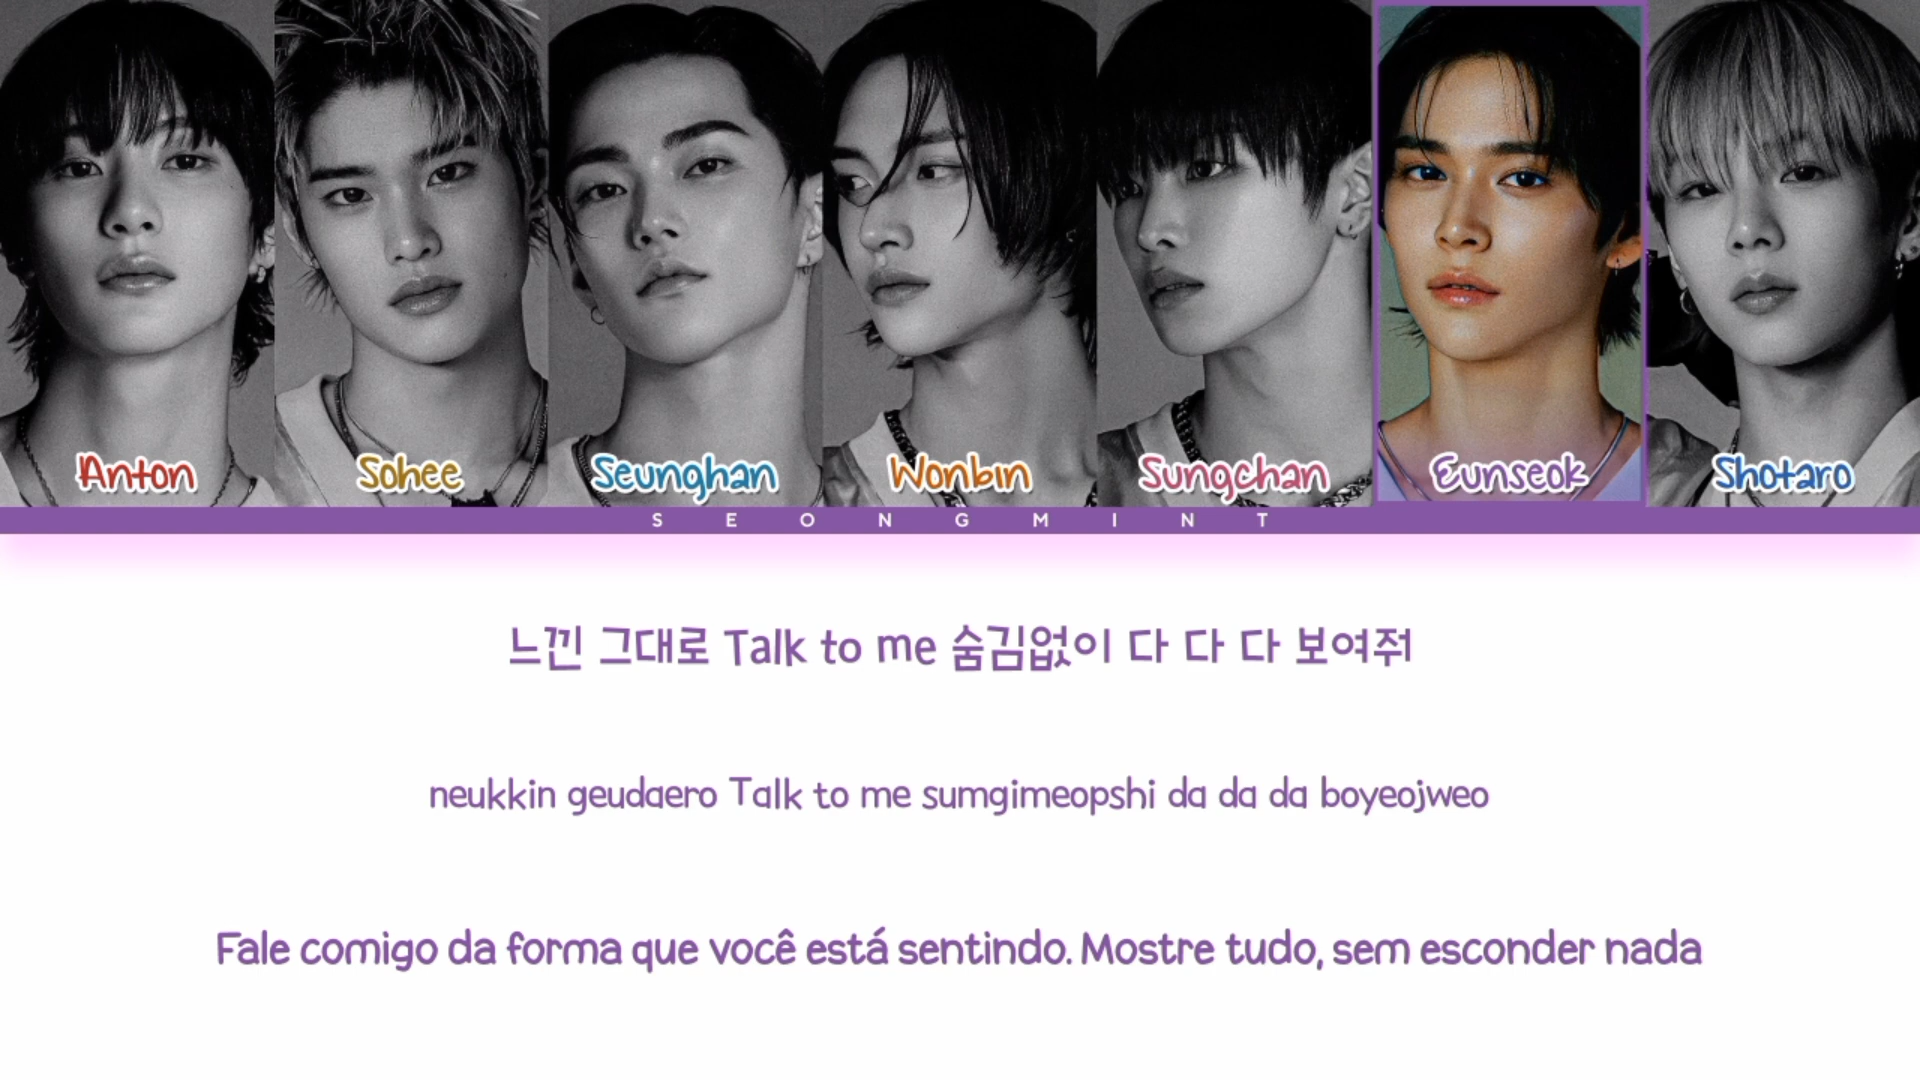 Anton Sohee Seunghan Wonbin Sungchan Eunseok Shotaro
SEONGMINT
느낀 그대로 Talk to me 숨김없이 다 다 다 보여줘
neukkin geudaero Talk to me sumgimeopshi da da da boyeojweo
Fale comigo da forma que você está sentindo. Mostre tudo, sem esconder nada